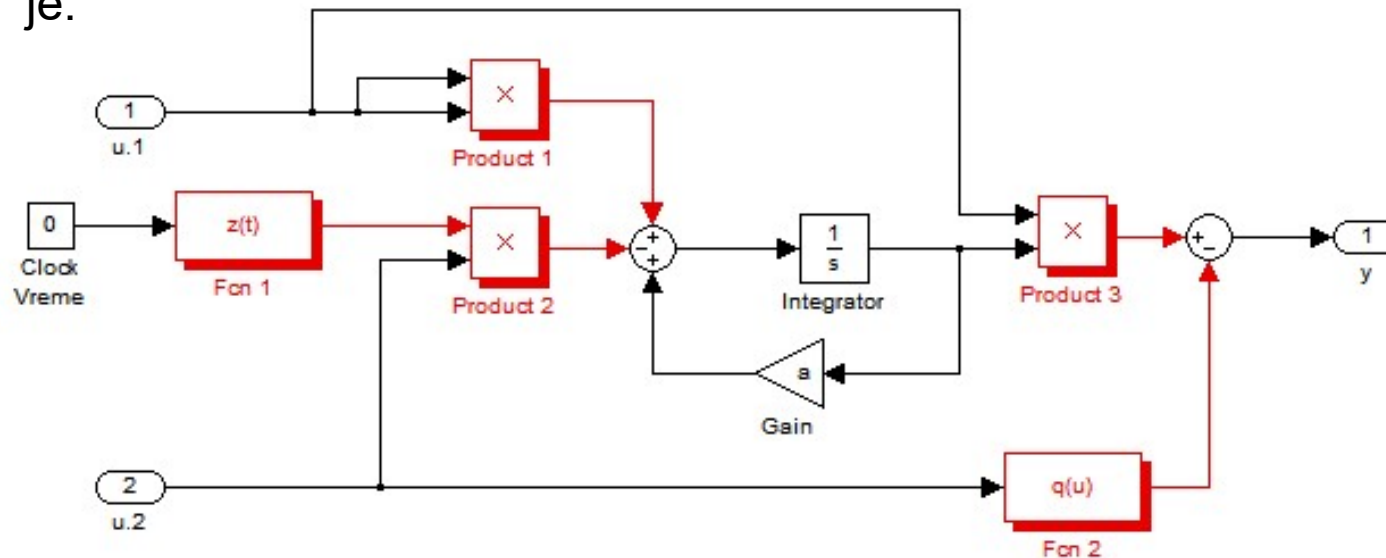 je:
1
u.1
×
Product 1
0
Clock
Vreme
z(t)
Fcn 1
×
Product 2
+
−
+
1
s
Integrator
a
Gain
×
Product 3
+
−
1
y
2
u.2
q(u)
Fcn 2